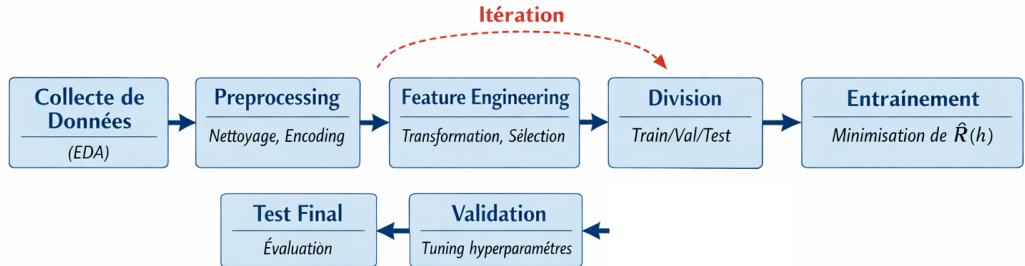 Itération
Collecte de
Données
(EDA)
Preprocessing
Nettoyage, Encoding
Feature Engineering
Transformation, Sélection
Division
Train/Val/Test
Entraînement
Minimisation de R̂(h)
Test Final
Évaluation
Validation
Tuning hyperparamétres